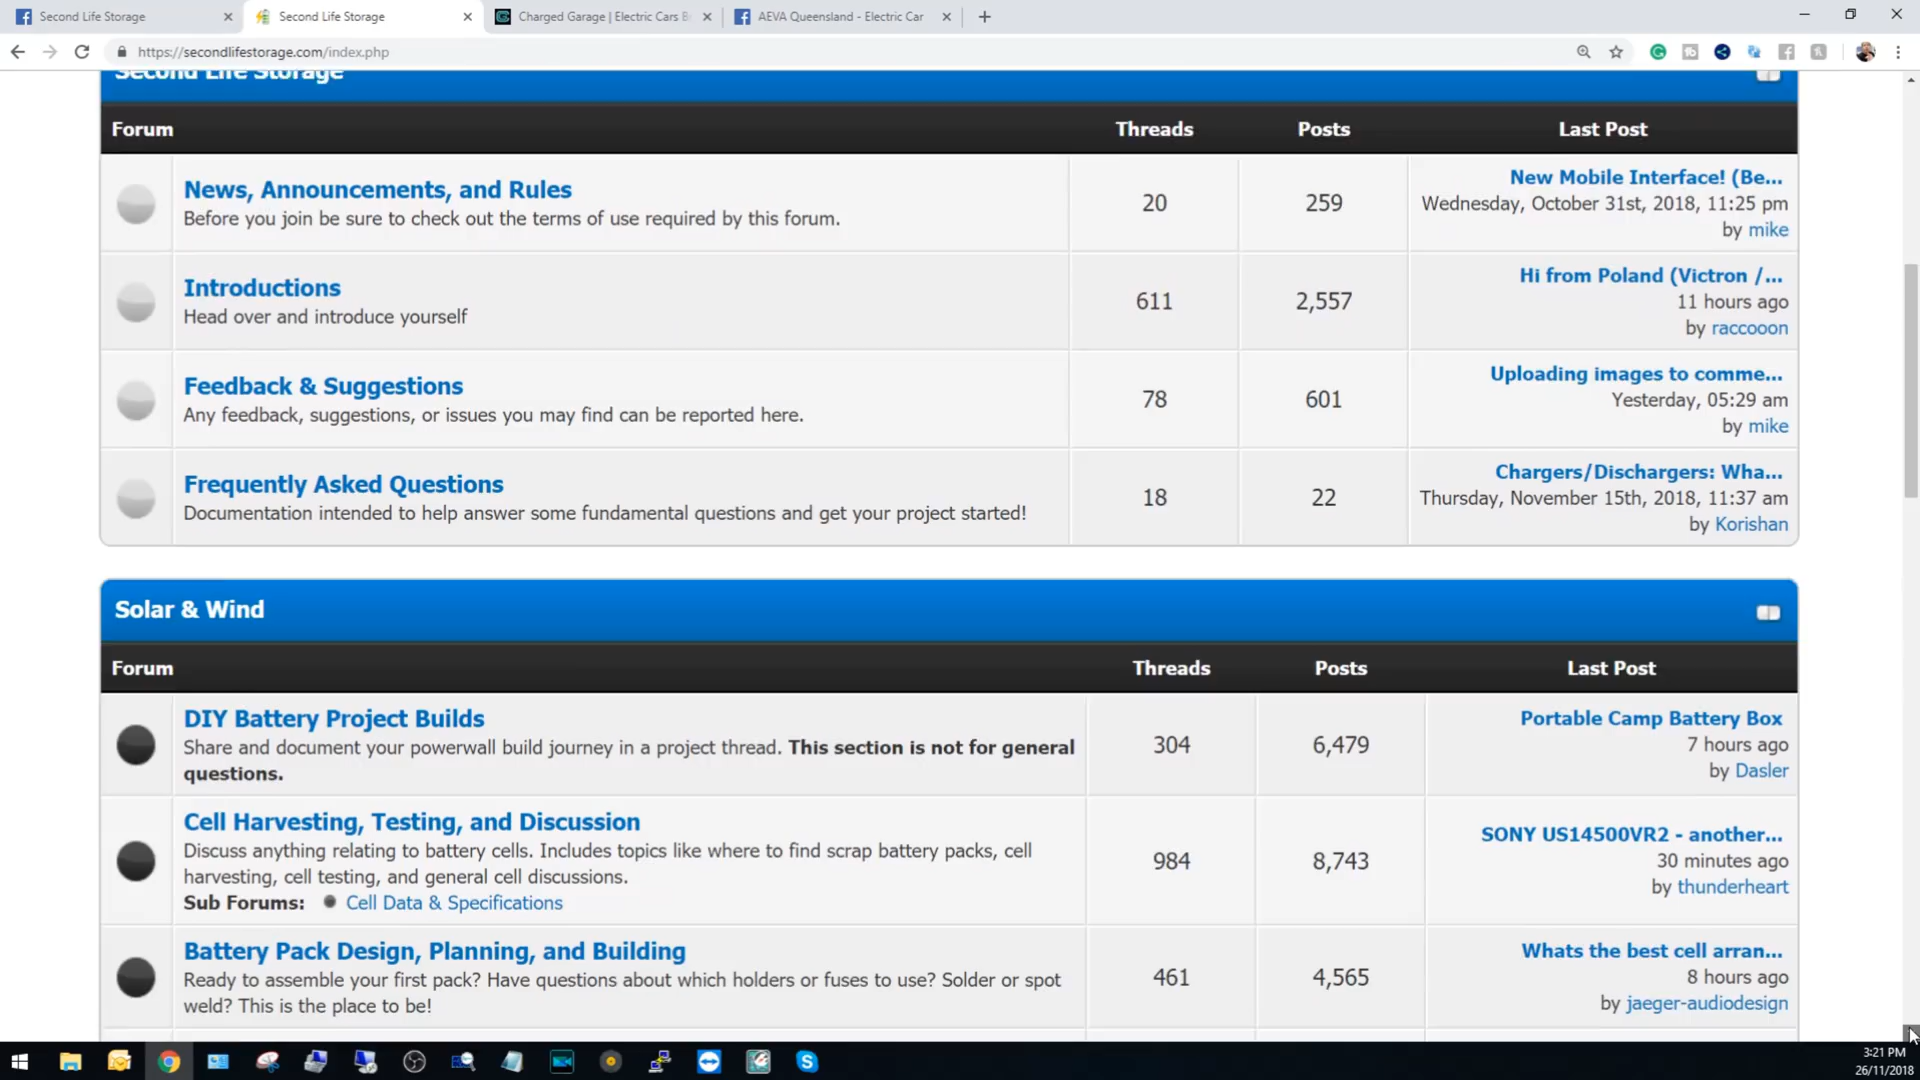 Second Life Storage
Second Life Storage
Charged Garage | Electric Cars B
AEVA Queensland - Electric Car
https://secondlifestorage.com/index.php
Second Life Storage
Forum Threads Posts Last Post
News, Announcements, and Rules
Before you join be sure to check out the terms of use required by this forum.
20
259
New Mobile Interface! (Be...
Wednesday, October 31st, 2018, 11:25 pm
by mike
Introductions
Head over and introduce yourself
611
2,557
Hi from Poland (Victron /...
11 hours ago
by raccooon
Feedback & Suggestions
Any feedback, suggestions, or issues you may find can be reported here.
78
601
Uploading images to comme...
Yesterday, 05:29 am
by mike
Frequently Asked Questions
Documentation intended to help answer some fundamental questions and get your project started!
18
22
Chargers/Dischargers: Wha...
Thursday, November 15th, 2018, 11:37 am
by Korishan
Solar & Wind
Forum Threads Posts Last Post
DIY Battery Project Builds
Share and document your powerwall build journey in a project thread. This section is not for general
questions.
304
6,479
Portable Camp Battery Box
7 hours ago
by Dasler
Cell Harvesting, Testing, and Discussion
Discuss anything relating to battery cells. Includes topics like where to find scrap battery packs, cell
harvesting, cell testing, and general cell discussions.
Sub Forums: Cell Data & Specifications
984
8,743
SONY US14500VR2 - another...
30 minutes ago
by thunderheart
Battery Pack Design, Planning, and Building
Ready to assemble your first pack? Have questions about which holders or fuses to use? Solder or spot
weld? This is the place to be!
461
4,565
Whats the best cell arran...
8 hours ago
by jaeger-audiodesign
3:21 PM
26/11/2018